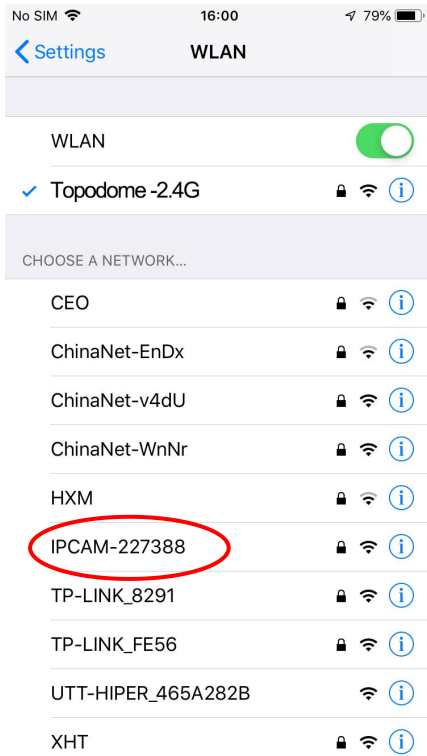 No SIM 16:00 79%
Settings WLAN
WLAN
Topodome -2.4G
CHOOSE A NETWORK...
CEO
ChinaNet-EnDx
ChinaNet-v4dU
ChinaNet-WnNr
HXM
IPCAM-227388
TP-LINK_8291
TP-LINK_FE56
UTT-HIPER_465A282B
XHT